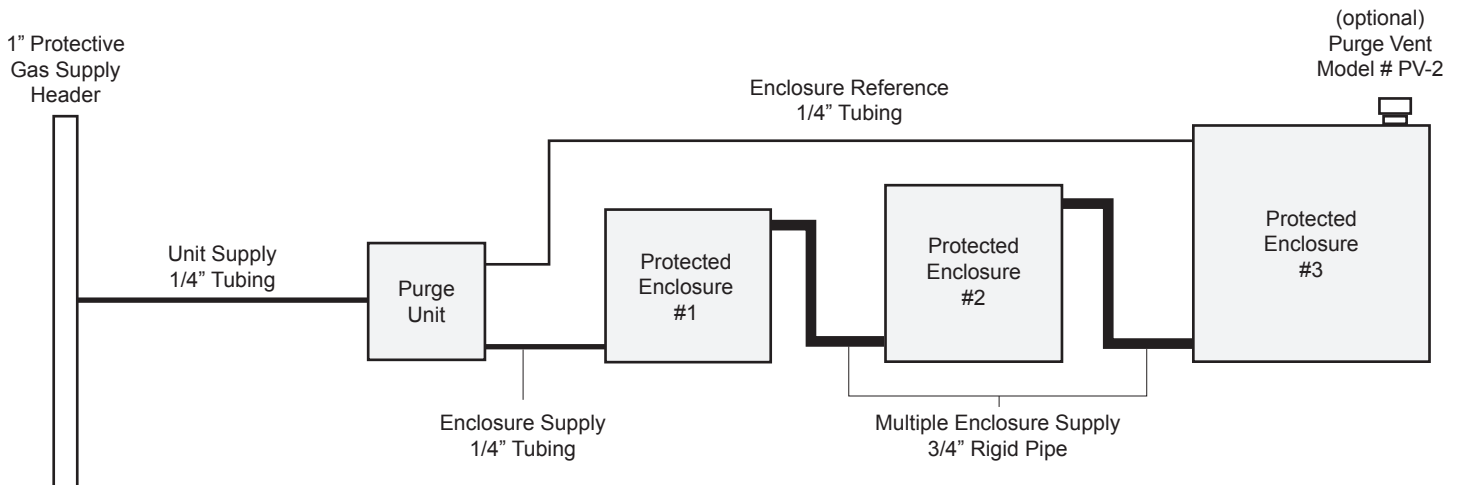 1” Protective
Gas Supply
Header
(optional)
Purge Vent
Model # PV-2
Enclosure Reference
1/4” Tubing
Unit Supply
1/4” Tubing
Purge
Unit
Protected
Enclosure
#1
Protected
Enclosure
#2
Protected
Enclosure
#3
Enclosure Supply
1/4” Tubing
Multiple Enclosure Supply
3/4” Rigid Pipe